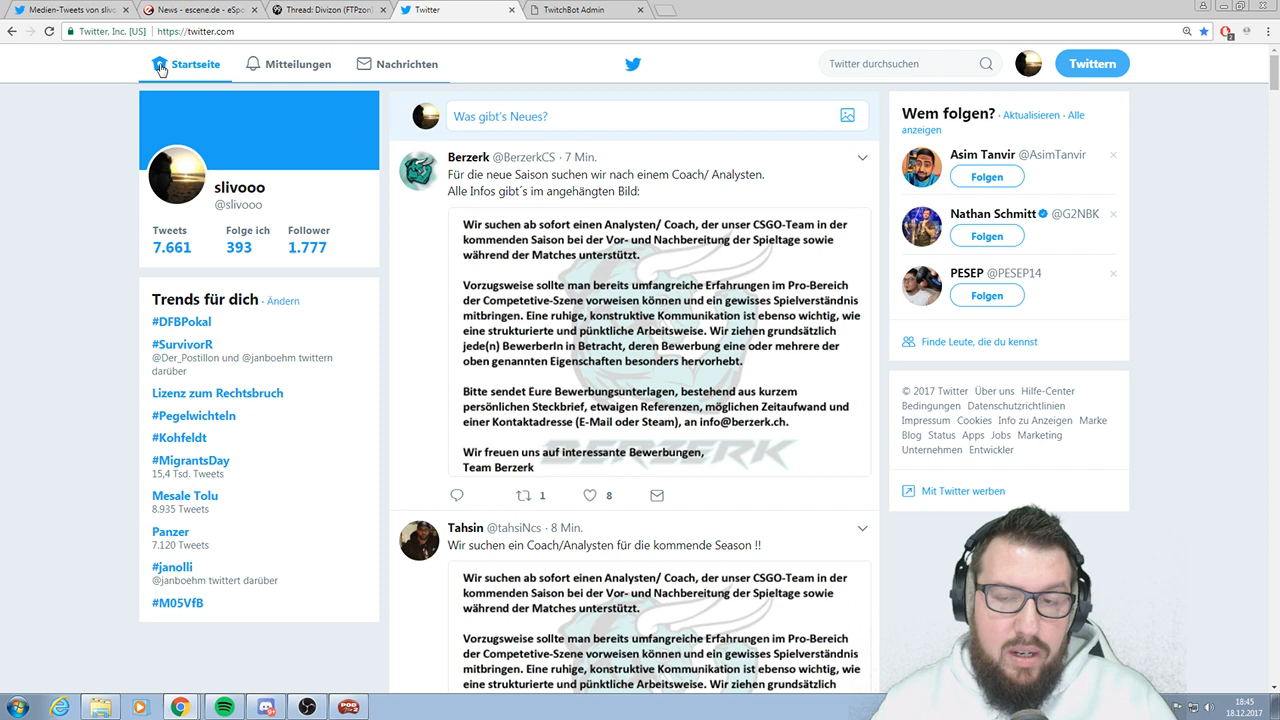 Medien-Tweets von sliv
News - escene.de - eSpo
Thread: Divizon (FTPzon)
Twitter
TwitchBot Admin
Twitter, Inc. [US]
https://twitter.com
Startseite
Mitteilungen
Nachrichten
Twitter durchsuchen
Twittern
slivooo
@slivooo
Tweets Folge ich Follower
7.661 393 1.777
Trends für dich · Ändern
#DFBPokal
#SurvivorR
@Der_Postillon und @janboehm twittern
darüber
Lizenz zum Rechtsbruch
#Pegelwichteln
#Kohfeldt
#MigrantsDay
15,4 Tsd. Tweets
Mesale Tolu
8.935 Tweets
Panzer
7.120 Tweets
#janolli
@janboehm twittert darüber
#M05VfB
Was gibt's Neues?
Berzerk @BerzerkCS · 7 Min.
Für die neue Saison suchen wir nach einem Coach/ Analysten.
Alle Infos gibt´s im angehängten Bild:
Wir suchen ab sofort einen Analysten/ Coach, der unser CSGO-Team in der
kommenden Saison bei der Vor- und Nachbereitung der Spieltage sowie
während der Matches unterstützt.
Vorzugsweise sollte man bereits umfangreiche Erfahrungen im Pro-Bereich
der Competetive-Szene vorweisen können und ein gewisses Spielverständnis
mitbringen. Eine ruhige, konstruktive Kommunikation ist ebenso wichtig, wie
eine strukturierte und pünktliche Arbeitsweise. Wir ziehen grundsätzlich
jede(n) BewerberIn in Betracht, deren Bewerbung eine oder mehrere der
oben genannten Eigenschaften besonders hervorhebt.
Bitte sendet Eure Bewerbungsunterlagen, bestehend aus kurzem
persönlichen Steckbrief, etwaigen Referenzen, möglichen Zeitaufwand und
einer Kontaktadresse (E-Mail oder Steam), an info@berzerk.ch.
Wir freuen uns auf interessante Bewerbungen,
Team Berzerk
BERZERK
1 8
Tahsin @tahsiNcs · 8 Min.
Wir suchen ein Coach/Analysten für die kommende Season !!
Wir suchen ab sofort einen Analysten/ Coach, der unser CSGO-Team in der
kommenden Saison bei der Vor- und Nachbereitung der Spieltage sowie
während der Matches unterstützt.
Vorzugsweise sollte man bereits umfangreiche Erfahrungen im Pro-Bereich
der Competetive-Szene vorweisen können und ein gewisses Spielverständnis
mitbringen. Eine ruhige, konstruktive Kommunikation ist ebenso wichtig, wie
eine strukturierte und pünktliche Arbeitsweise. Wir ziehen grundsätzlich
Wem folgen? · Aktualisieren · Alle
anzeigen
Asim Tanvir @AsimTanvir
Folgen
Nathan Schmitt @G2NBK
Folgen
PESEP @PESEP14
Folgen
Finde Leute, die du kennst
© 2017 Twitter Über uns Hilfe-Center
Bedingungen Datenschutzrichtlinien
Impressum Cookies Info zu Anzeigen Marke
Blog Status Apps Jobs Marketing
Unternehmen Entwickler
Mit Twitter werben
18:45
18.12.2017